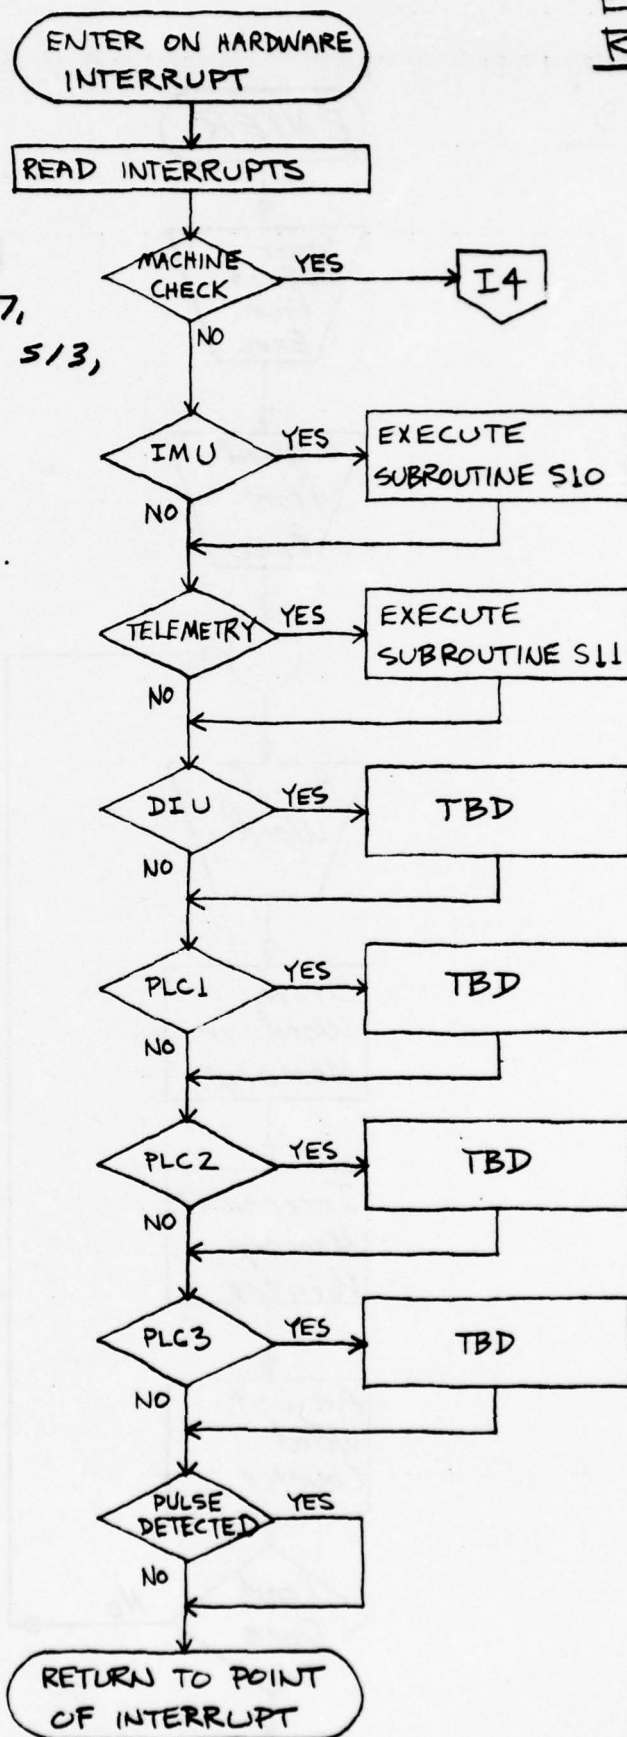 ENTER ON HARDWARE
INTERRUPT
READ INTERRUPTS
MACHINE
CHECK
YES
I4
NO
7,
S13,
IMU
YES
EXECUTE
SUBROUTINE S10
NO
TELEMETRY
YES
EXECUTE
SUBROUTINE S11
NO
DIU
YES
TBD
NO
PLC1
YES
TBD
NO
PLC2
YES
TBD
NO
PLC3
YES
TBD
NO
PULSE
DETECTED
YES
NO
RETURN TO POINT
OF INTERRUPT